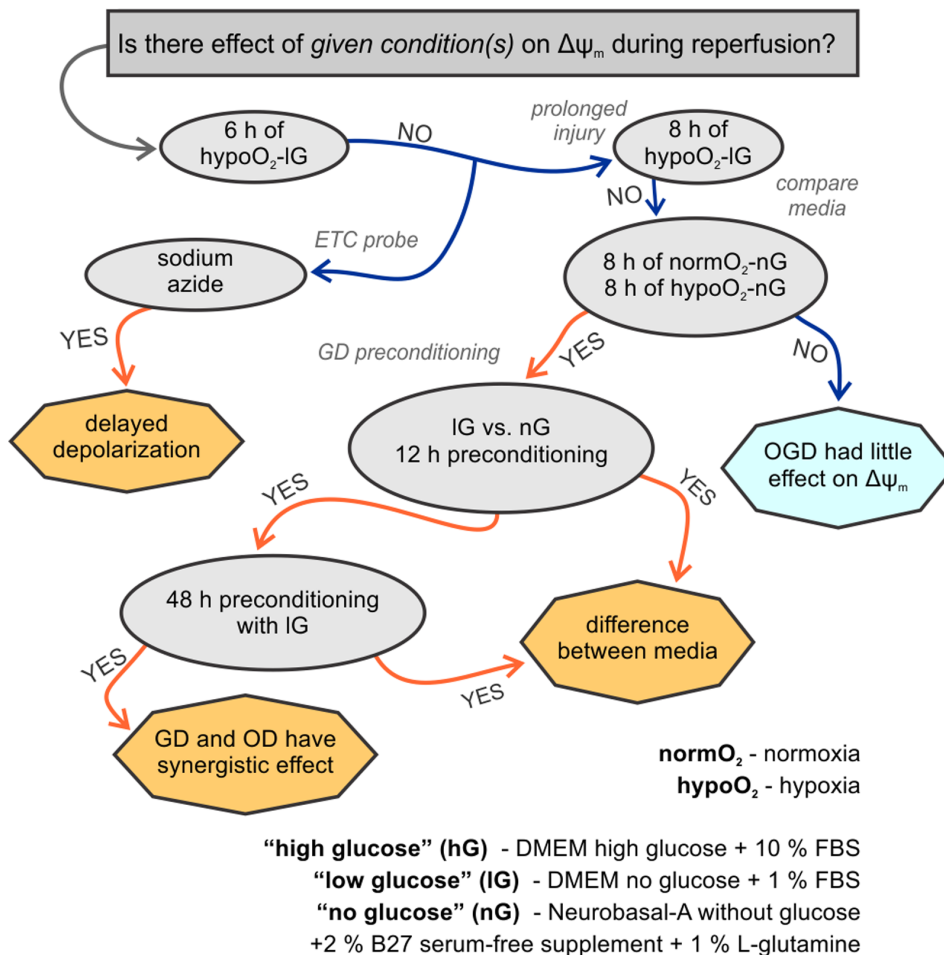 Is there effect of given condition(s) on Δψm during reperfusion?
6 h of
hypoO₂-lG
NO
prolonged
injury
8 h of
hypoO₂-lG
NO
compare
media
ETC probe
sodium
azide
8 h of normO₂-nG
8 h of hypoO₂-nG
YES
GD preconditioning
YES
NO
delayed
depolarization
lG vs. nG
12 h preconditioning
OGD had little
effect on Δψm
YES
YES
48 h preconditioning
with lG
difference
between media
YES
YES
GD and OD have
synergistic effect
normO₂ - normoxia
hypoO₂ - hypoxia
“high glucose” (hG) - DMEM high glucose + 10 % FBS
“low glucose” (lG) - DMEM no glucose + 1 % FBS
“no glucose” (nG) - Neurobasal-A without glucose
+2 % B27 serum-free supplement + 1 % L-glutamine